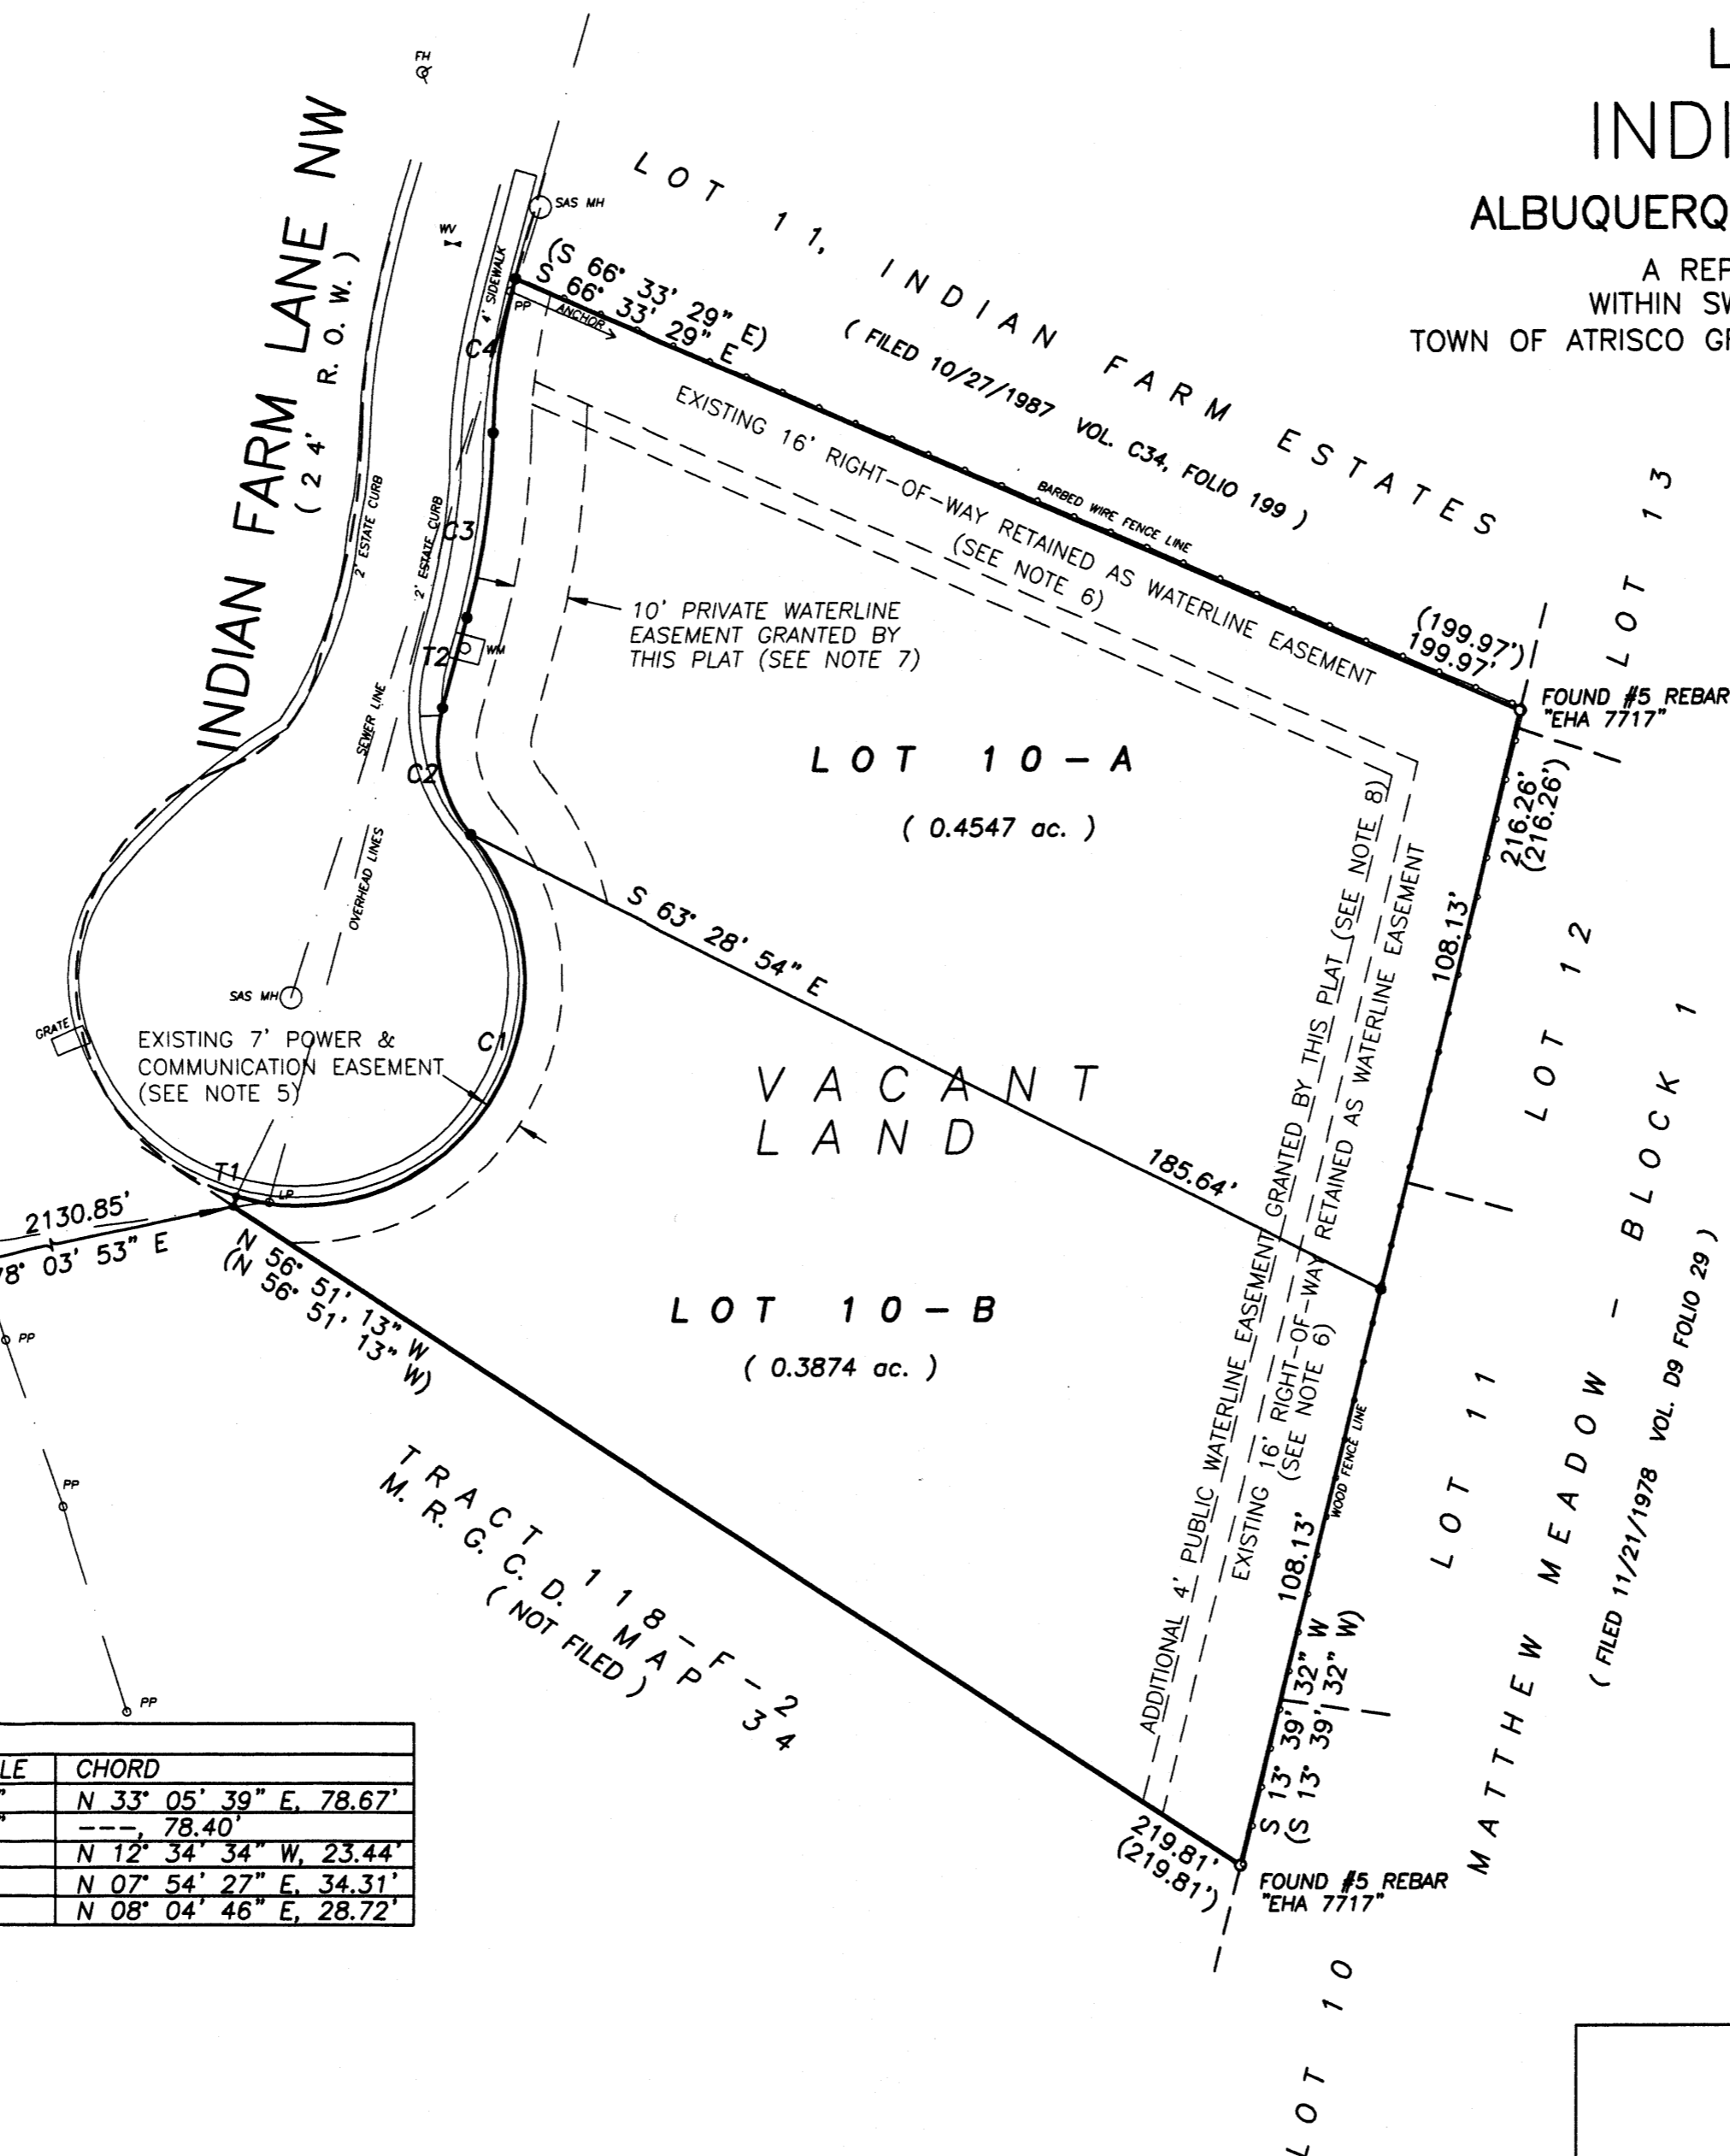 L
INDI
ALBUQUERQ
A REP
WITHIN SW
TOWN OF ATRISCO GR
FH
INDIAN FARM LANE NW
( 24' R. O. W. )
WV
SAS MH
4' SIDEWALK
LOT 11, INDIAN FARM ESTATES
( FILED 10/27/1987 VOL. C34, FOLIO 199 )
(S 66° 33' 29" E)
S 66° 33' 29" E
PP
ANCHOR
C4
EXISTING 16' RIGHT-OF-WAY RETAINED AS WATERLINE EASEMENT
(SEE NOTE 6)
BARBED WIRE FENCE LINE
(199.97')
199.97'
LOT 13
2' ESTATE CURB
2' ESTATE CURB
C3
10' PRIVATE WATERLINE
EASEMENT GRANTED BY
THIS PLAT (SEE NOTE 7)
T2
WM
SEWER LINE
FOUND #5 REBAR
"EHA 7717"
LOT 10-A
( 0.4547 ac. )
216.26'
(216.26')
C2
OVERHEAD LINES
S 63° 28' 54" E
185.64'
108.13'
LOT 12
SAS MH
GRATE
EXISTING 7' POWER &
COMMUNICATION EASEMENT
(SEE NOTE 5)
C1
VACANT
LAND
ADDITIONAL 4' PUBLIC WATERLINE EASEMENT GRANTED BY THIS PLAT (SEE NOTE 8)
EXISTING 16' RIGHT-OF-WAY RETAINED AS WATERLINE EASEMENT
(SEE NOTE 6)
T1
LP
2130.85'
78° 03' 53" E
N 56° 51' 13" W
(N 56° 51' 13" W)
LOT 10-B
( 0.3874 ac. )
PP
PP
PP
TRACT 118-F-2
M. R. G. C. D. MAP 34
( NOT FILED )
WOOD FENCE LINE
108.13'
LOT 11
MATTHEW MEADOW - BLOCK 1
( FILED 11/21/1978 VOL. D9 FOLIO 29 )
S 13° 39' 32" W
(S 13° 39' 32" W)
219.81'
(219.81')
FOUND #5 REBAR
"EHA 7717"
LOT 10
LE CHORD
" N 33° 05' 39" E, 78.67'
" ---, 78.40'
N 12° 34' 34" W, 23.44'
N 07° 54' 27" E, 34.31'
N 08° 04' 46" E, 28.72'